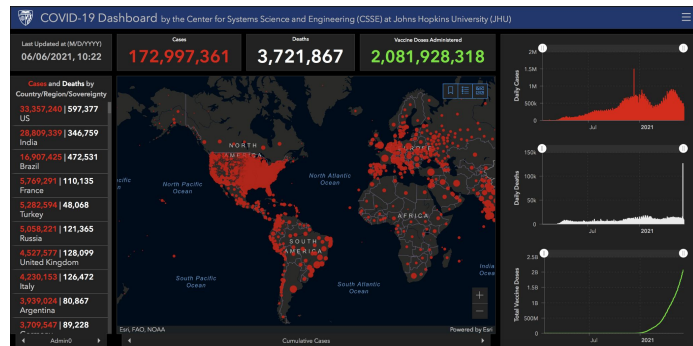 COVID-19 Dashboard by the Center for Systems Science and Engineering (CSSE) at Johns Hopkins University (JHU)
Last Updated at (M/D/YYYY)
06/06/2021, 10:22
Cases
172,997,361
Deaths
3,721,867
Vaccine Doses Administered
2,081,928,318
Cases and Deaths by
Country/Region/Sovereignty
33,357,240 | 597,377
US
28,809,339 | 346,759
India
16,907,425 | 472,531
Brazil
5,769,291 | 110,135
France
5,282,594 | 48,068
Turkey
5,058,221 | 121,365
Russia
4,527,577 | 128,099
United Kingdom
4,230,153 | 126,472
Italy
3,939,024 | 80,867
Argentina
3,709,547 | 89,228
Admin0
NORTH
AMERICA
EUROPE
cific
North Pacific
Ocean
North Atlantic
Ocean
AFRICA
SOUTH
AMERICA
India
Ocea
South Pacific
Ocean
South Atlantic
Ocean
Esri, FAO, NOAA
Powered by Esri
Cumulative Cases
Daily Cases
2M
1.5M
1M
500k
0
Jul
2021
Daily Deaths
150k
100k
50k
0
Jul
2021
Total Vaccine Doses
2.5B
2B
1.5B
1B
500M
0
Jul
2021